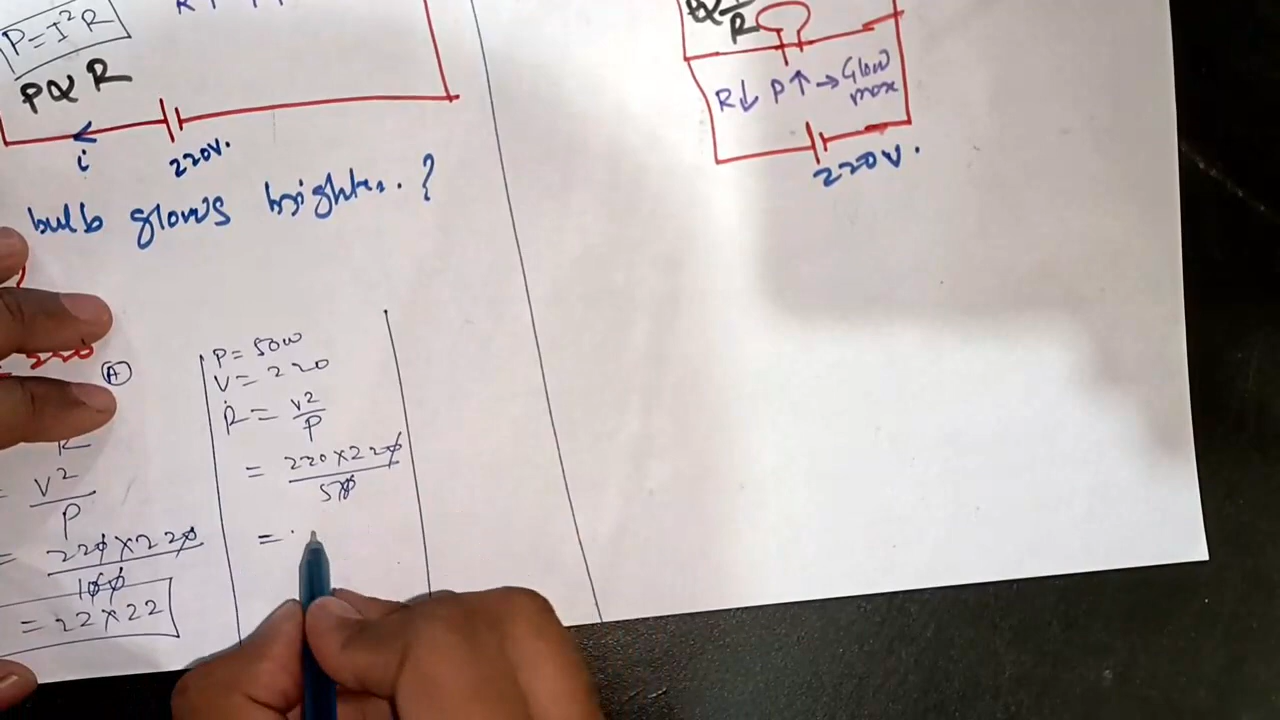 P = I²R
P ∝ R
i
220V.
bulb glows brighter. ?
220
A
V²
P
= 220 × 220
100
= 22 × 22
P = 50W
V = 220
R = V²
P
= 220 × 220
50
=
R
R↓ P↑ → Glow
max
220V.